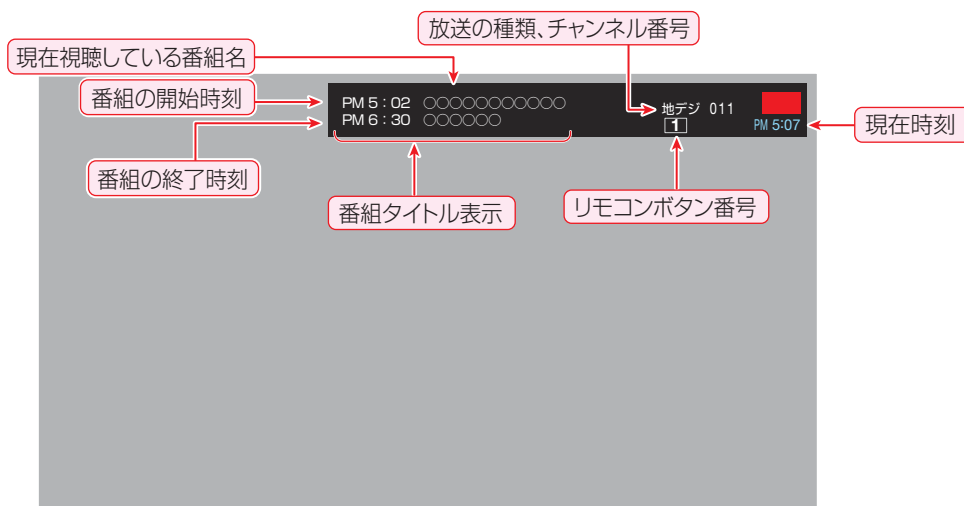 放送の種類、チャンネル番号
現在視聴している番組名
番組の開始時刻
PM 5:02 ○○○○○○○○○○○
地デジ 011
PM 6:30 ○○○○○○
1
PM 5:07
現在時刻
番組の終了時刻
番組タイトル表示
リモコンボタン番号